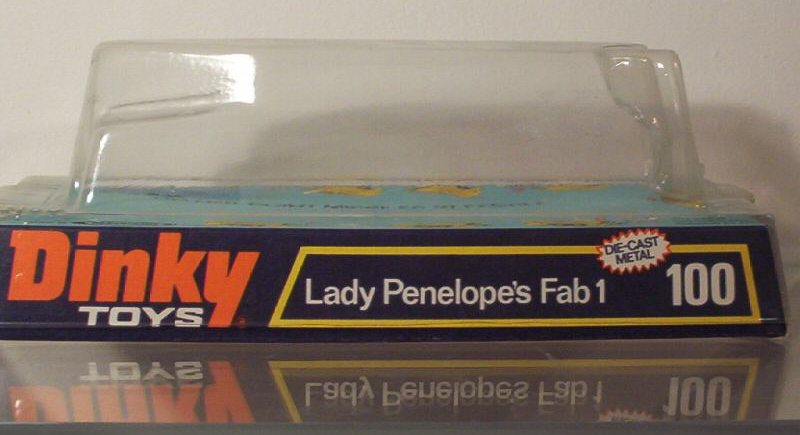 Dinky
TOYS
Lady Penelope's Fab 1
DIE-CAST
METAL
100